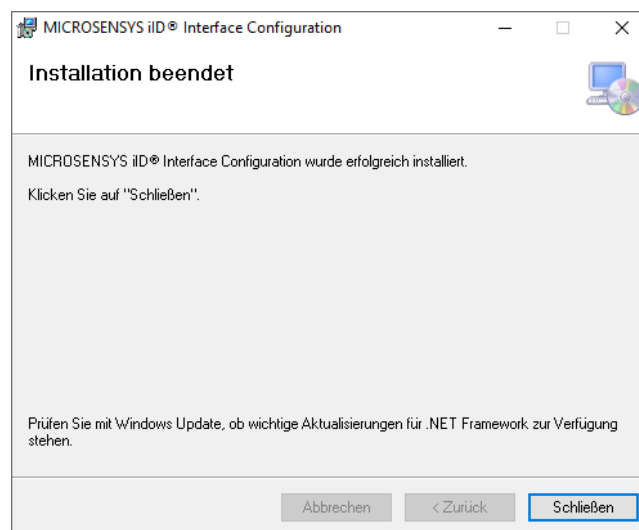 MICROSENSYS iID® Interface Configuration
Installation beendet
MICROSENSYS iID® Interface Configuration wurde erfolgreich installiert.
Klicken Sie auf "Schließen".
Prüfen Sie mit Windows Update, ob wichtige Aktualisierungen für .NET Framework zur Verfügung
stehen.
Abbrechen < Zurück Schließen